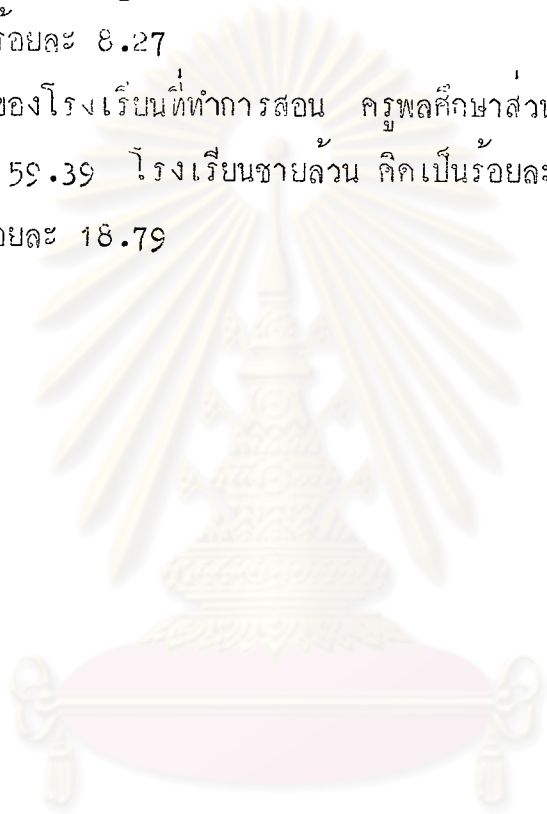 ร้อยละ 8.27
ของโรงเรียนที่ทำการสอน ครูพลศึกษาส่วน
59.39 โรงเรียนชายล้วน คิดเป็นร้อยละ
อยละ 18.79